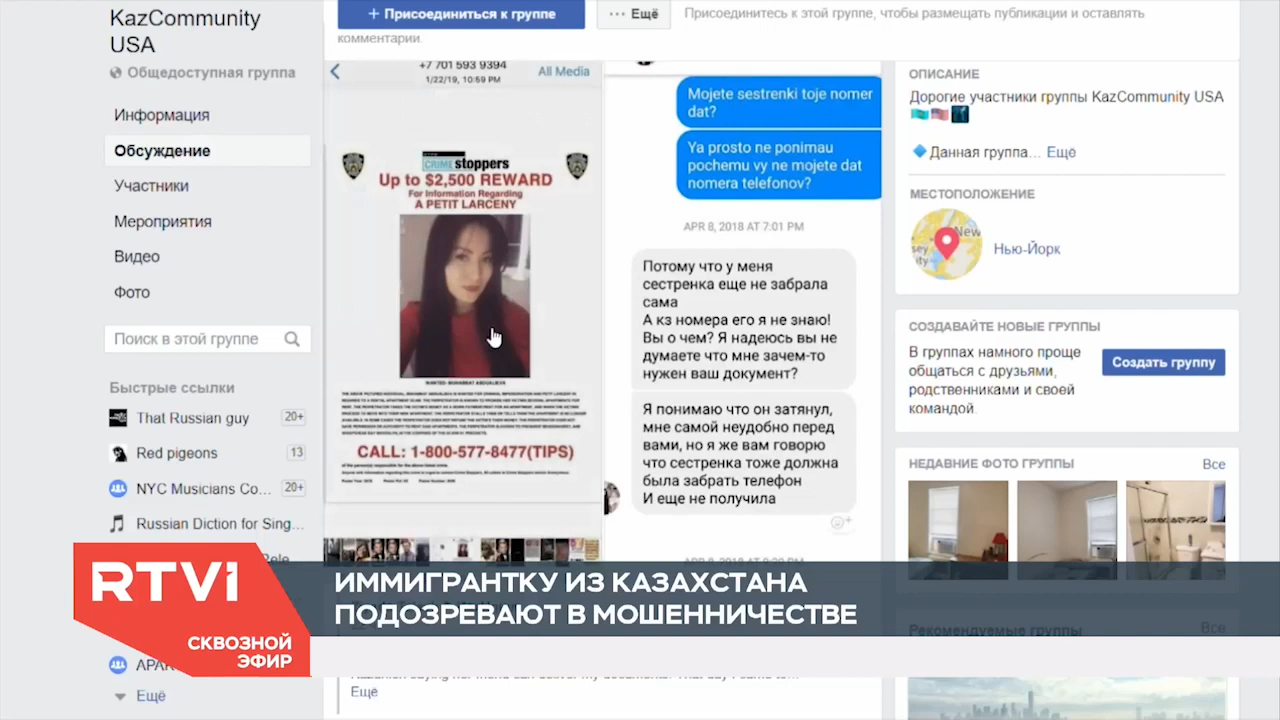 KazCommunity
USA
Общедоступная группа
Информация
Обсуждение
Участники
Мероприятия
Видео
Фото
Поиск в этой группе
Быстрые ссылки
That Russian guy 20+
Red pigeons 13
NYC Musicians Co... 20+
Russian Diction for Sing...
Ещё
+ Присоединиться к группе
··· Ещё
Присоединитесь к этой группе, чтобы размещать публикации и оставлять
комментарии.
+7 701 593 9394
1/22/19, 10:59 PM
All Media
CRIME stoppers
Up to $2,500 REWARD
For Information Regarding
A PETIT LARCENY
CALL: 1-800-577-8477(TIPS)
Mojete sestrenki toje nomer
dat?
Ya prosto ne ponimau
pochemu vy ne mojete dat
nomera telefonov?
APR 8, 2018 AT 7:01 PM
Потому что у меня
сестренка еще не забрала
сама
А кз номера его я не знаю!
Вы о чем? Я надеюсь вы не
думаете что мне зачем-то
нужен ваш документ?
Я понимаю что он затянул,
мне самой неудобно перед
вами, но я же вам говорю
что сестренка тоже должна
была забрать телефон
И еще не получила
ОПИСАНИЕ
Дорогие участники группы KazCommunity USA
Данная группа... Ещё
МЕСТОПОЛОЖЕНИЕ
New
sey
ity
Нью-Йорк
СОЗДАВАЙТЕ НОВЫЕ ГРУППЫ
В группах намного проще
общаться с друзьями,
родственниками и своей
командой.
Создать группу
НЕДАВНИЕ ФОТО ГРУППЫ
Все
Рекомендуемые группы
Все
RTVI
СКВОЗНОЙ
ЭФИР
ИММИГРАНТКУ ИЗ КАЗАХСТАНА
ПОДОЗРЕВАЮТ В МОШЕННИЧЕСТВЕ
Ещё